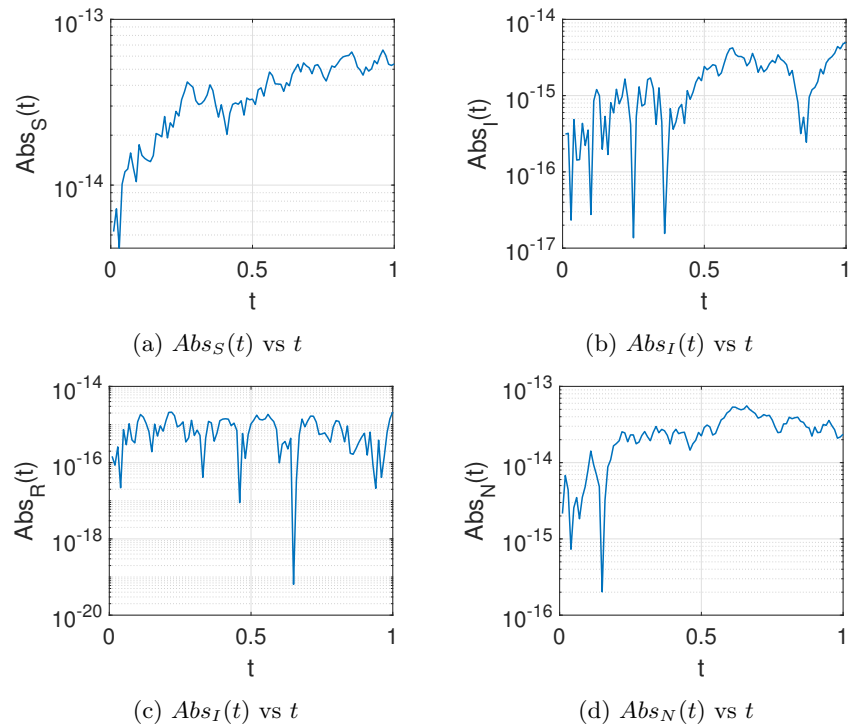 10^-13
10^-14
Abs_S(t)
0
0.5
1
t
(a) Abs_S(t) vs t
10^-14
10^-15
10^-16
10^-17
Abs_I(t)
0
0.5
1
t
(b) Abs_I(t) vs t
10^-14
10^-16
10^-18
10^-20
Abs_R(t)
0
0.5
1
t
(c) Abs_I(t) vs t
10^-13
10^-14
10^-15
10^-16
Abs_N(t)
0
0.5
1
t
(d) Abs_N(t) vs t